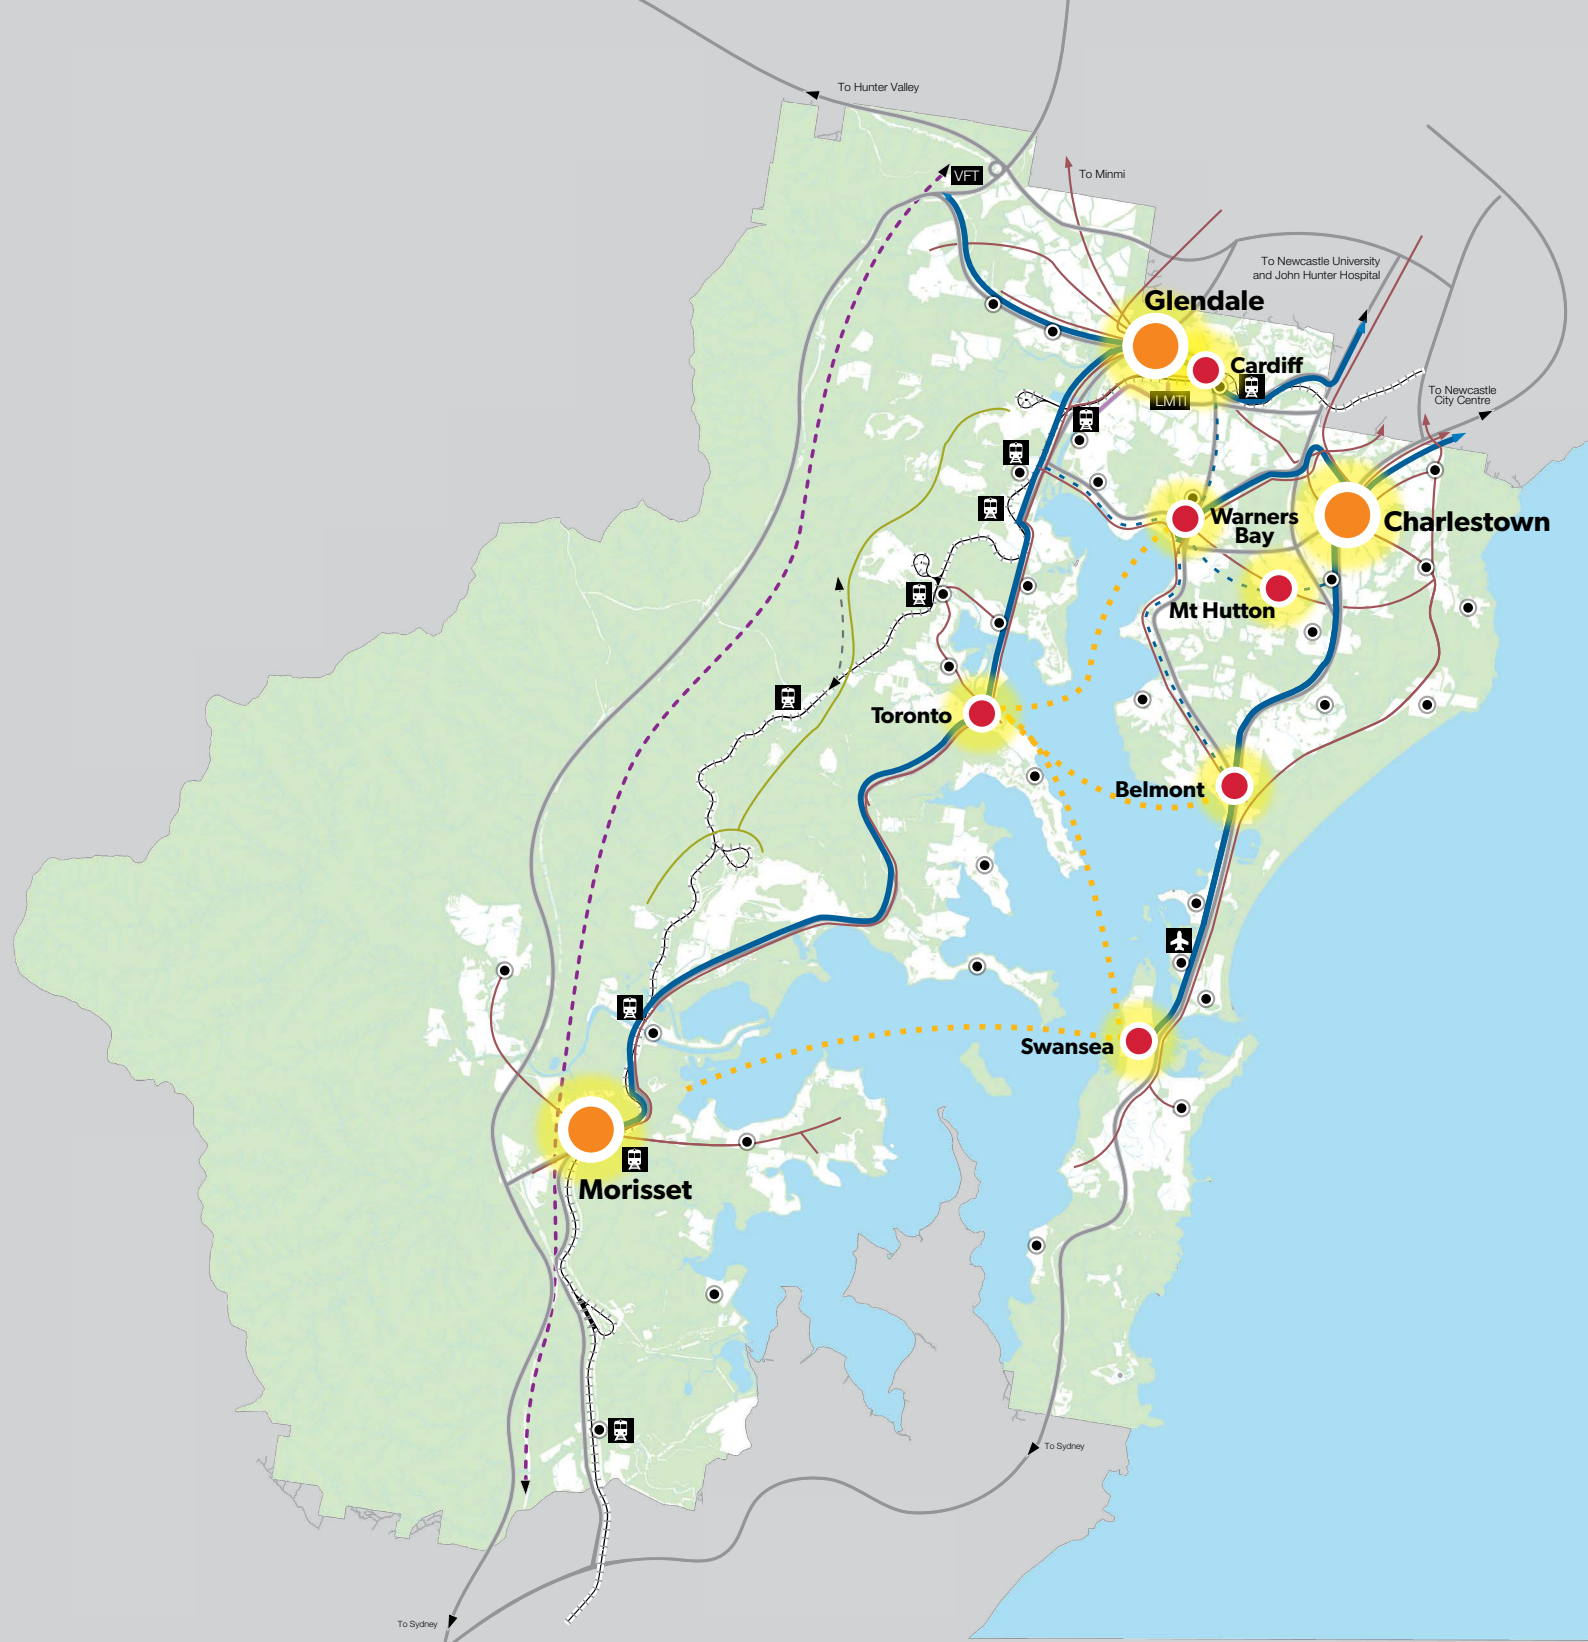 To Hunter Valley
VFT
To Minmi
To Newcastle University
and John Hunter Hospital
Glendale
Cardiff
LMTI
To Newcastle
City Centre
Warners
Bay
Charlestown
Mt Hutton
Toronto
Belmont
Swansea
Morisset
To Sydney
To Sydney